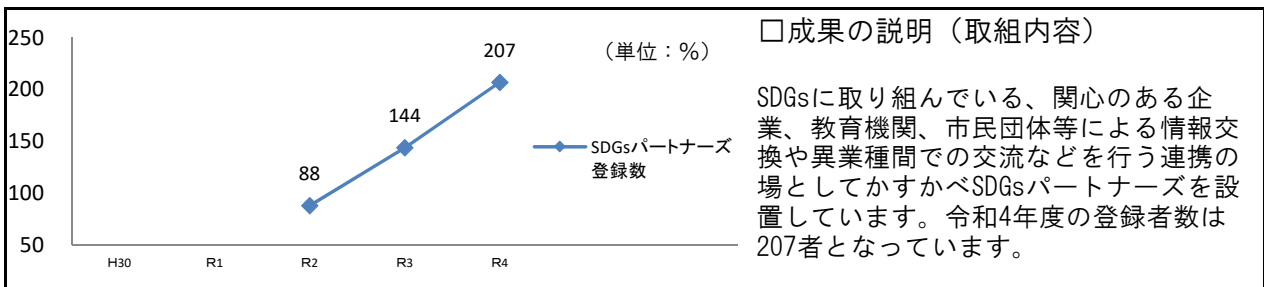 250
200
150
100
50
（単位：％）
88
144
207
SDGsパートナーズ
登録数
H30
R1
R2
R3
R4
□成果の説明（取組内容）
SDGsに取り組んでいる、関心のある企
業、教育機関、市民団体等による情報交
換や異業種間での交流などを行う連携の
場としてかすかべSDGsパートナーズを設
置しています。令和4年度の登録者数は
207者となっています。